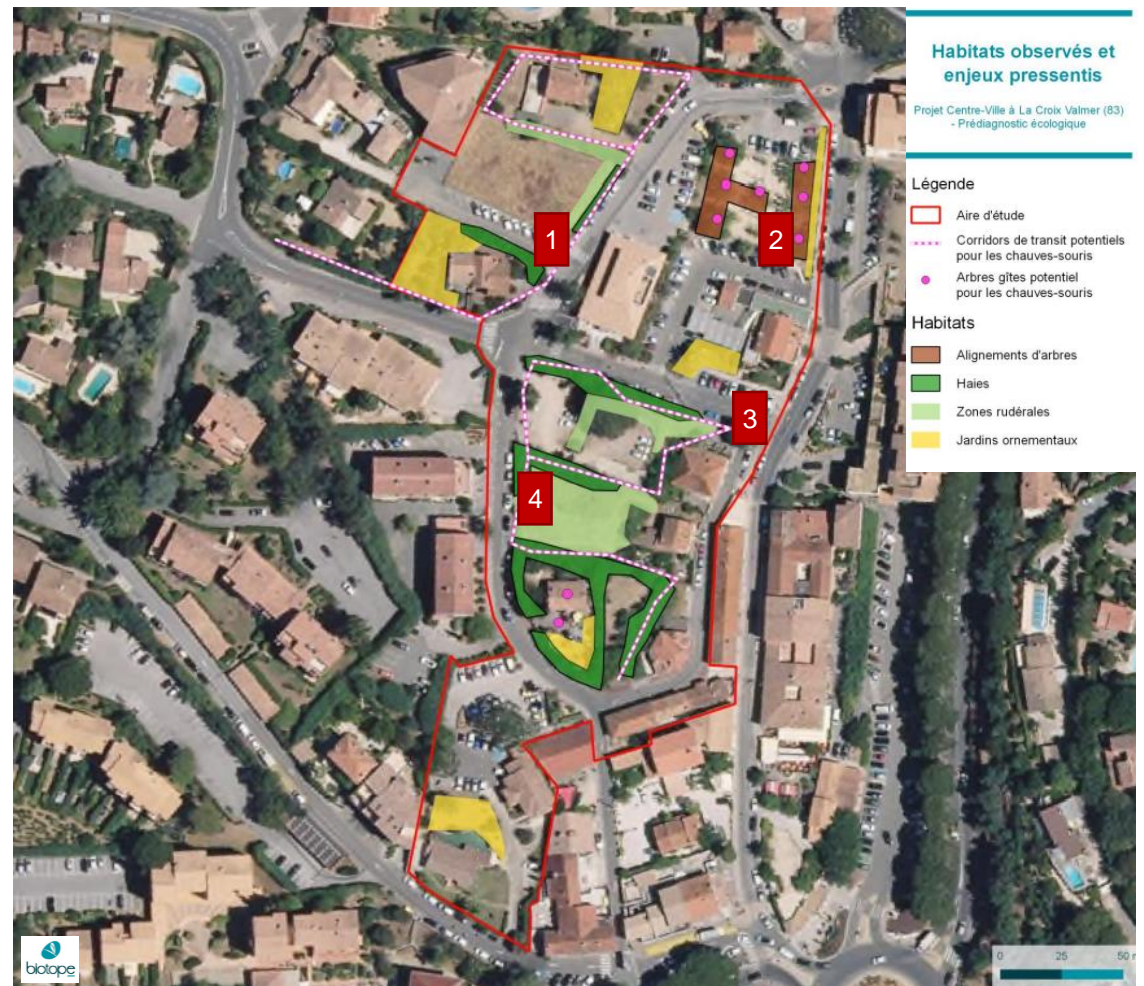 Habitats observés et
enjeux pressentis
Projet Centre-Ville à La Croix Valmer (83)
- Prédiagnostic écologique
Légende
Aire d'étude
Corridors de transit potentiels
pour les chauves-souris
Arbres gîtes potentiel
pour les chauves-souris
Habitats
Alignements d'arbres
Haies
Zones rudérales
Jardins ornementaux
1
2
3
4
biotope
0 25 50 m